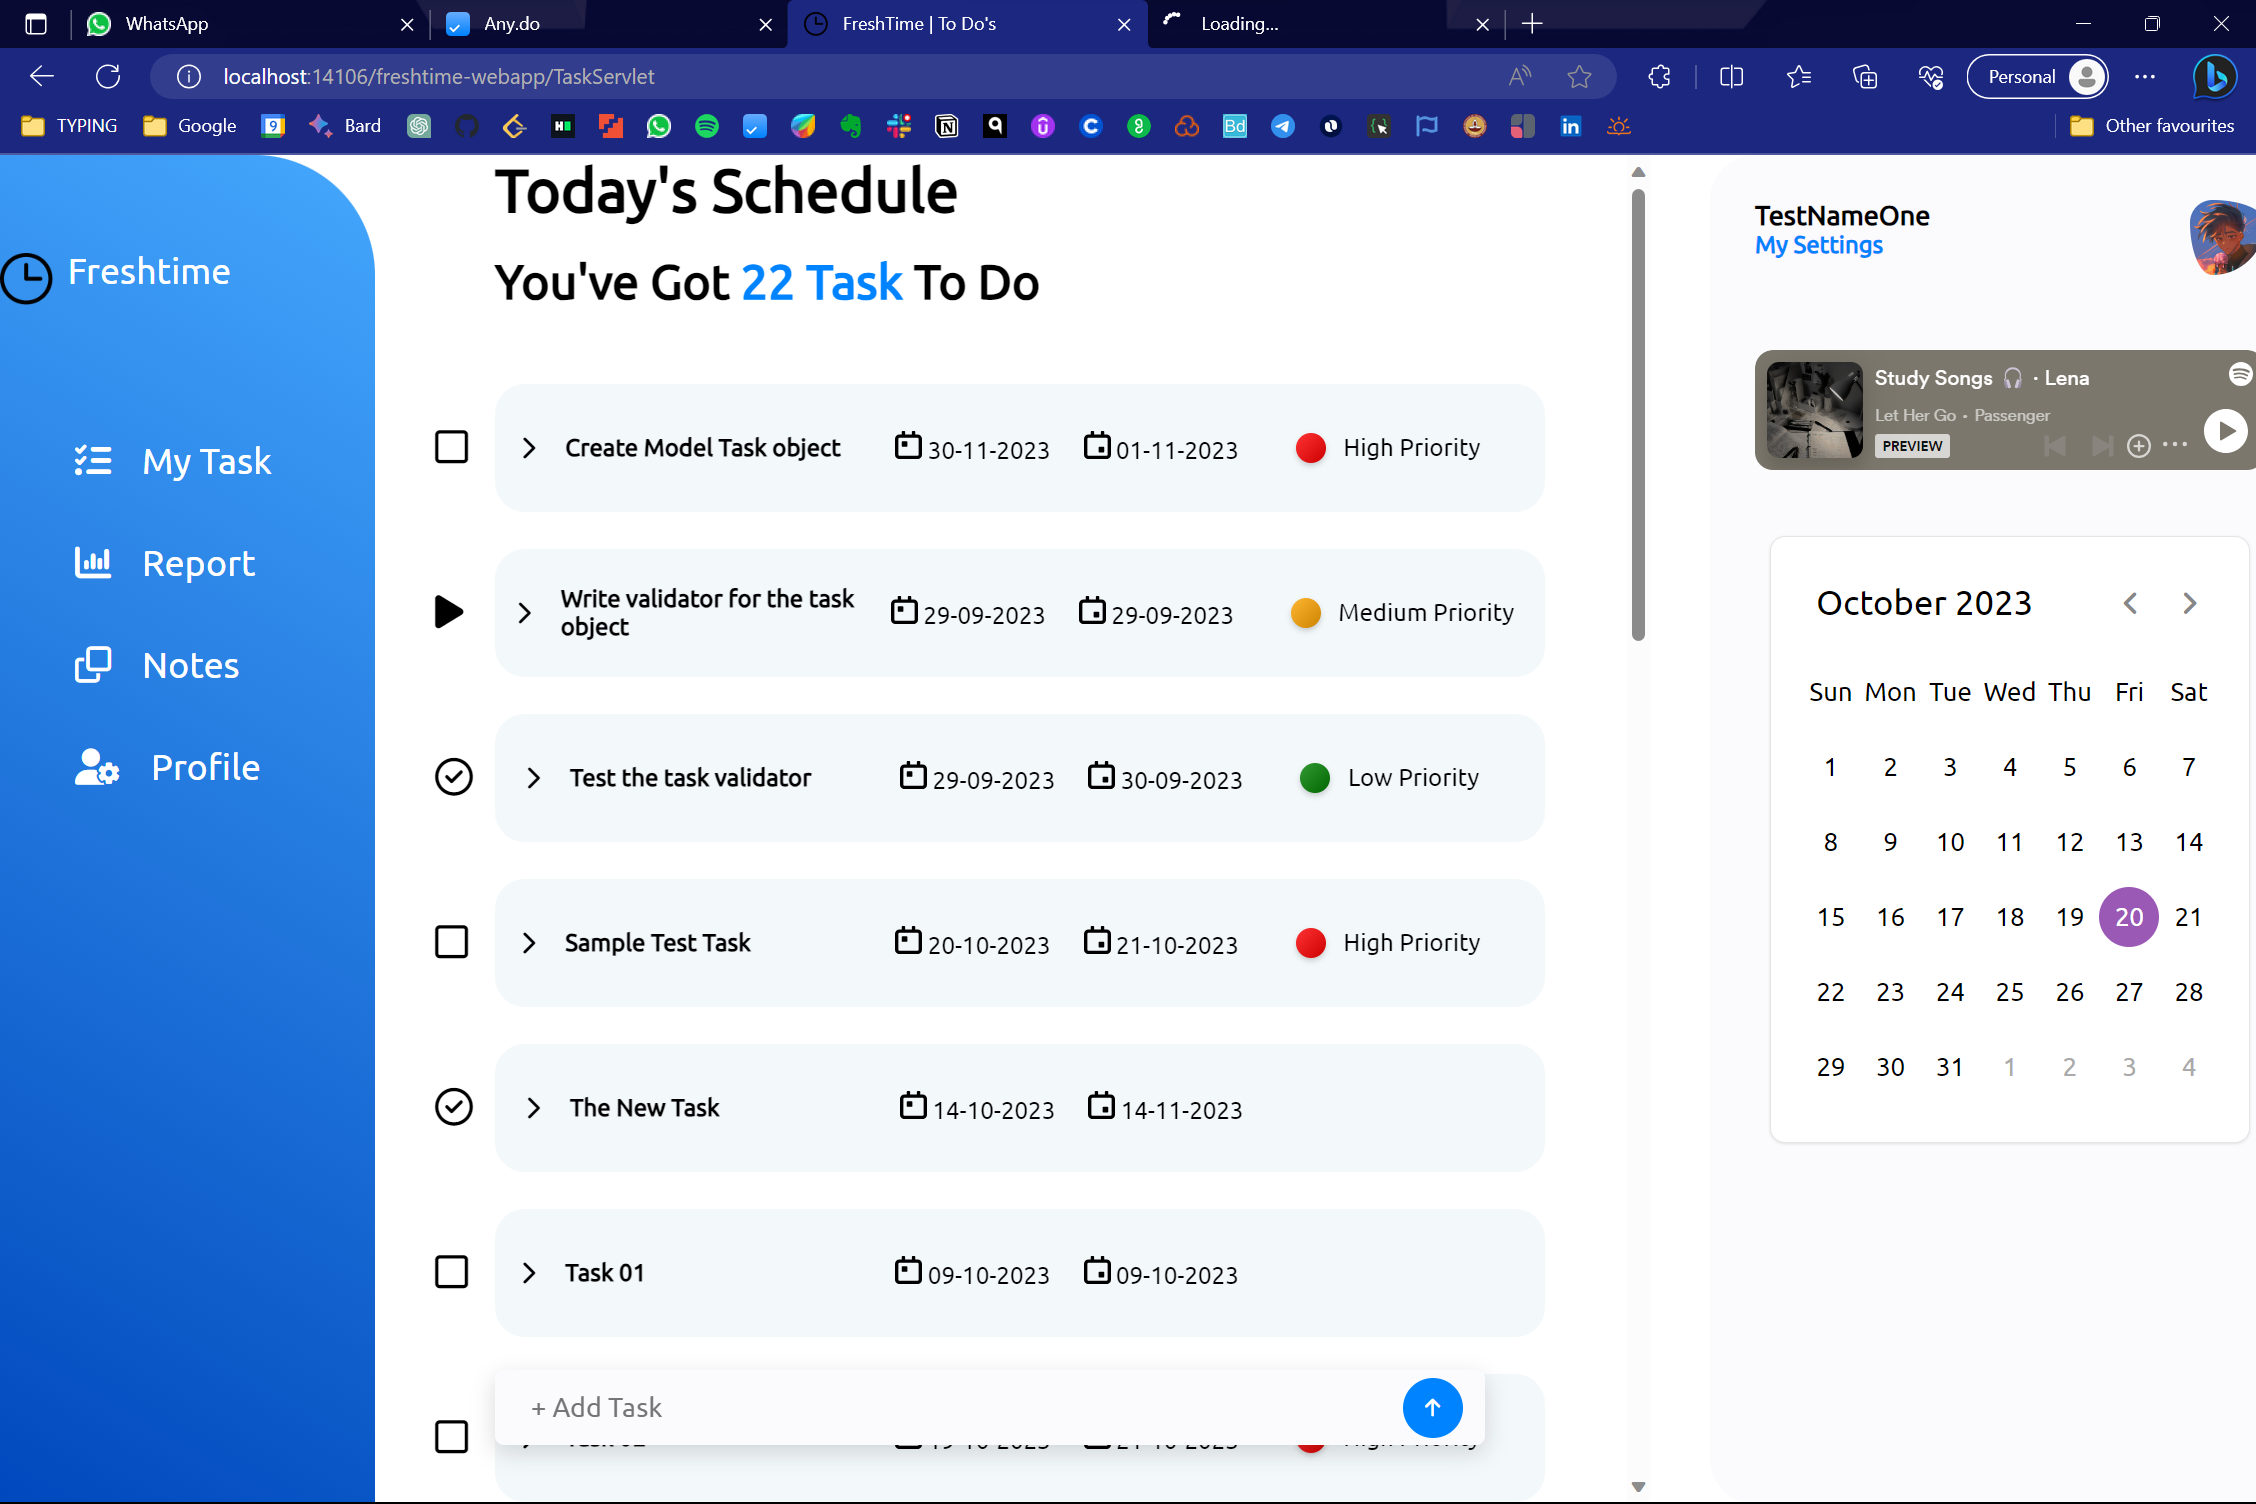 WhatsApp
Any.do
FreshTime | To Do's
Loading...
localhost:14106/freshtime-webapp/TaskServlet
Personal
TYPING
Google
Bard
Other favourites
Freshtime
My Task
Report
Notes
Profile
Today's Schedule
You've Got 22 Task To Do
Create Model Task object 30-11-2023 01-11-2023 High Priority
Write validator for the task
object
29-09-2023 29-09-2023 Medium Priority
Test the task validator 29-09-2023 30-09-2023 Low Priority
Sample Test Task 20-10-2023 21-10-2023 High Priority
The New Task 14-10-2023 14-11-2023
Task 01 09-10-2023 09-10-2023
+ Add Task
TestNameOne
My Settings
Study Songs 🎧 · Lena
Let Her Go • Passenger
PREVIEW
October 2023
Sun Mon Tue Wed Thu Fri Sat
1 2 3 4 5 6 7
8 9 10 11 12 13 14
15 16 17 18 19 20 21
22 23 24 25 26 27 28
29 30 31 1 2 3 4